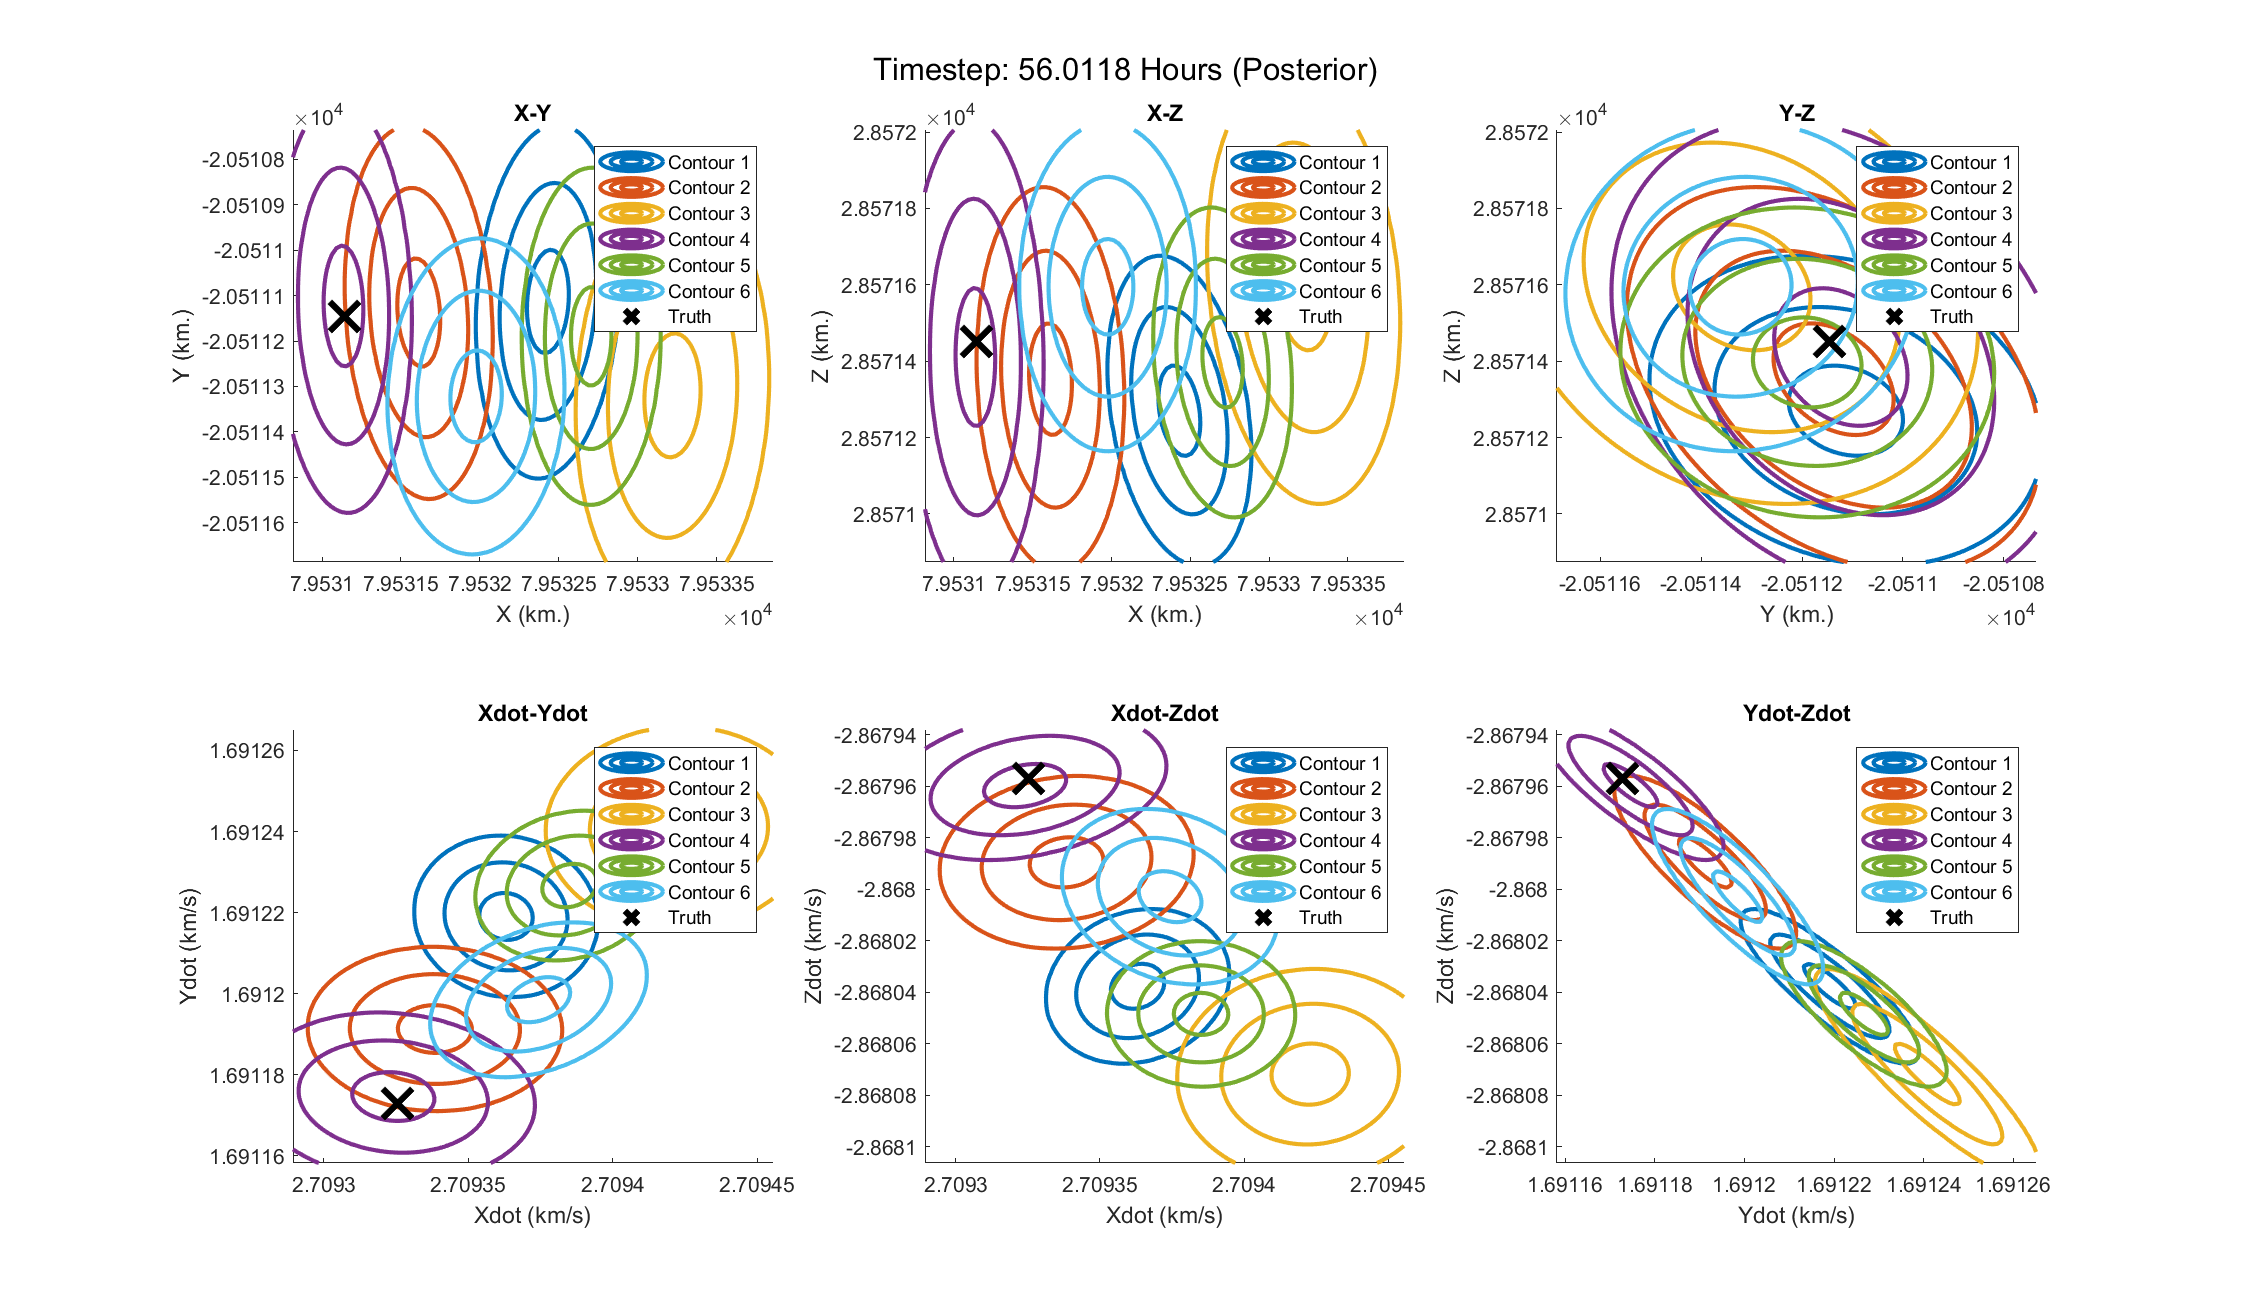 Timestep: 56.0118 Hours (Posterior)
X-Y
×10^4
-2.05108
-2.05109
-2.0511
-2.05111
-2.05112
-2.05113
-2.05114
-2.05115
-2.05116
Y (km.)
7.9531 7.95315 7.9532 7.95325 7.9533 7.95335
X (km.)
×10^4
Contour 1
Contour 2
Contour 3
Contour 4
Contour 5
Contour 6
Truth
X-Z
×10^4
2.8572
2.85718
2.85716
2.85714
2.85712
2.8571
Z (km.)
7.9531 7.95315 7.9532 7.95325 7.9533 7.95335
X (km.)
×10^4
Contour 1
Contour 2
Contour 3
Contour 4
Contour 5
Contour 6
Truth
Y-Z
×10^4
2.8572
2.85718
2.85716
2.85714
2.85712
2.8571
Z (km.)
-2.05116 -2.05114 -2.05112 -2.0511 -2.05108
Y (km.)
×10^4
Contour 1
Contour 2
Contour 3
Contour 4
Contour 5
Contour 6
Truth
Xdot-Ydot
1.69126
1.69124
1.69122
1.6912
1.69118
1.69116
Ydot (km/s)
2.7093 2.70935 2.7094 2.70945
Xdot (km/s)
Contour 1
Contour 2
Contour 3
Contour 4
Contour 5
Contour 6
Truth
Xdot-Zdot
-2.86794
-2.86796
-2.86798
-2.868
-2.86802
-2.86804
-2.86806
-2.86808
-2.8681
Zdot (km/s)
2.7093 2.70935 2.7094 2.70945
Xdot (km/s)
Contour 1
Contour 2
Contour 3
Contour 4
Contour 5
Contour 6
Truth
Ydot-Zdot
-2.86794
-2.86796
-2.86798
-2.868
-2.86802
-2.86804
-2.86806
-2.86808
-2.8681
Zdot (km/s)
1.69116 1.69118 1.6912 1.69122 1.69124 1.69126
Ydot (km/s)
Contour 1
Contour 2
Contour 3
Contour 4
Contour 5
Contour 6
Truth